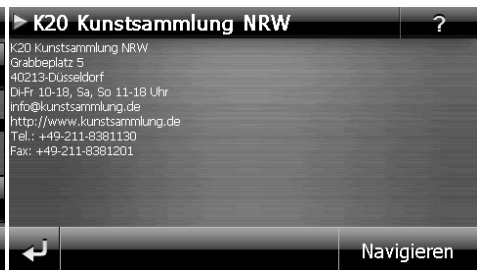 K20 Kunstsammlung NRW
?
K20 Kunstsammlung NRW
Grabbeplatz 5
40213-Düsseldorf
Di-Fr 10-18, Sa, So 11-18 Uhr
info@kunstsammlung.de
http://www.kunstsammlung.de
Tel.: +49-211-8381130
Fax: +49-211-8381201
Navigieren